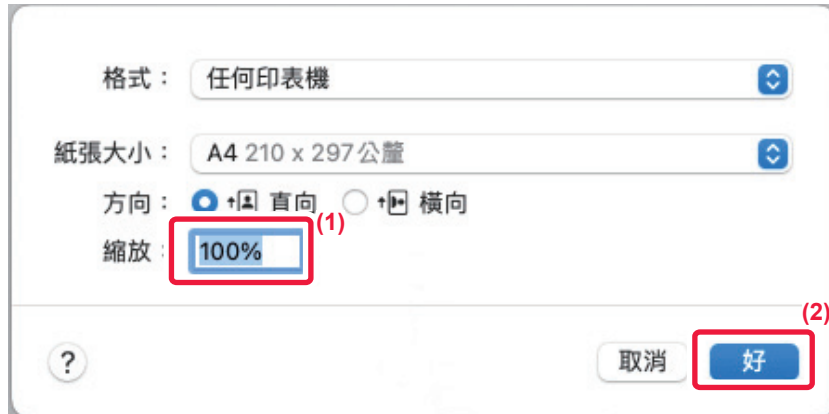 格式： 任何印表機
紙張大小： A4 210 x 297公釐
方向： 直向 橫向
(1)
縮放： 100%
(2)
? 取消 好